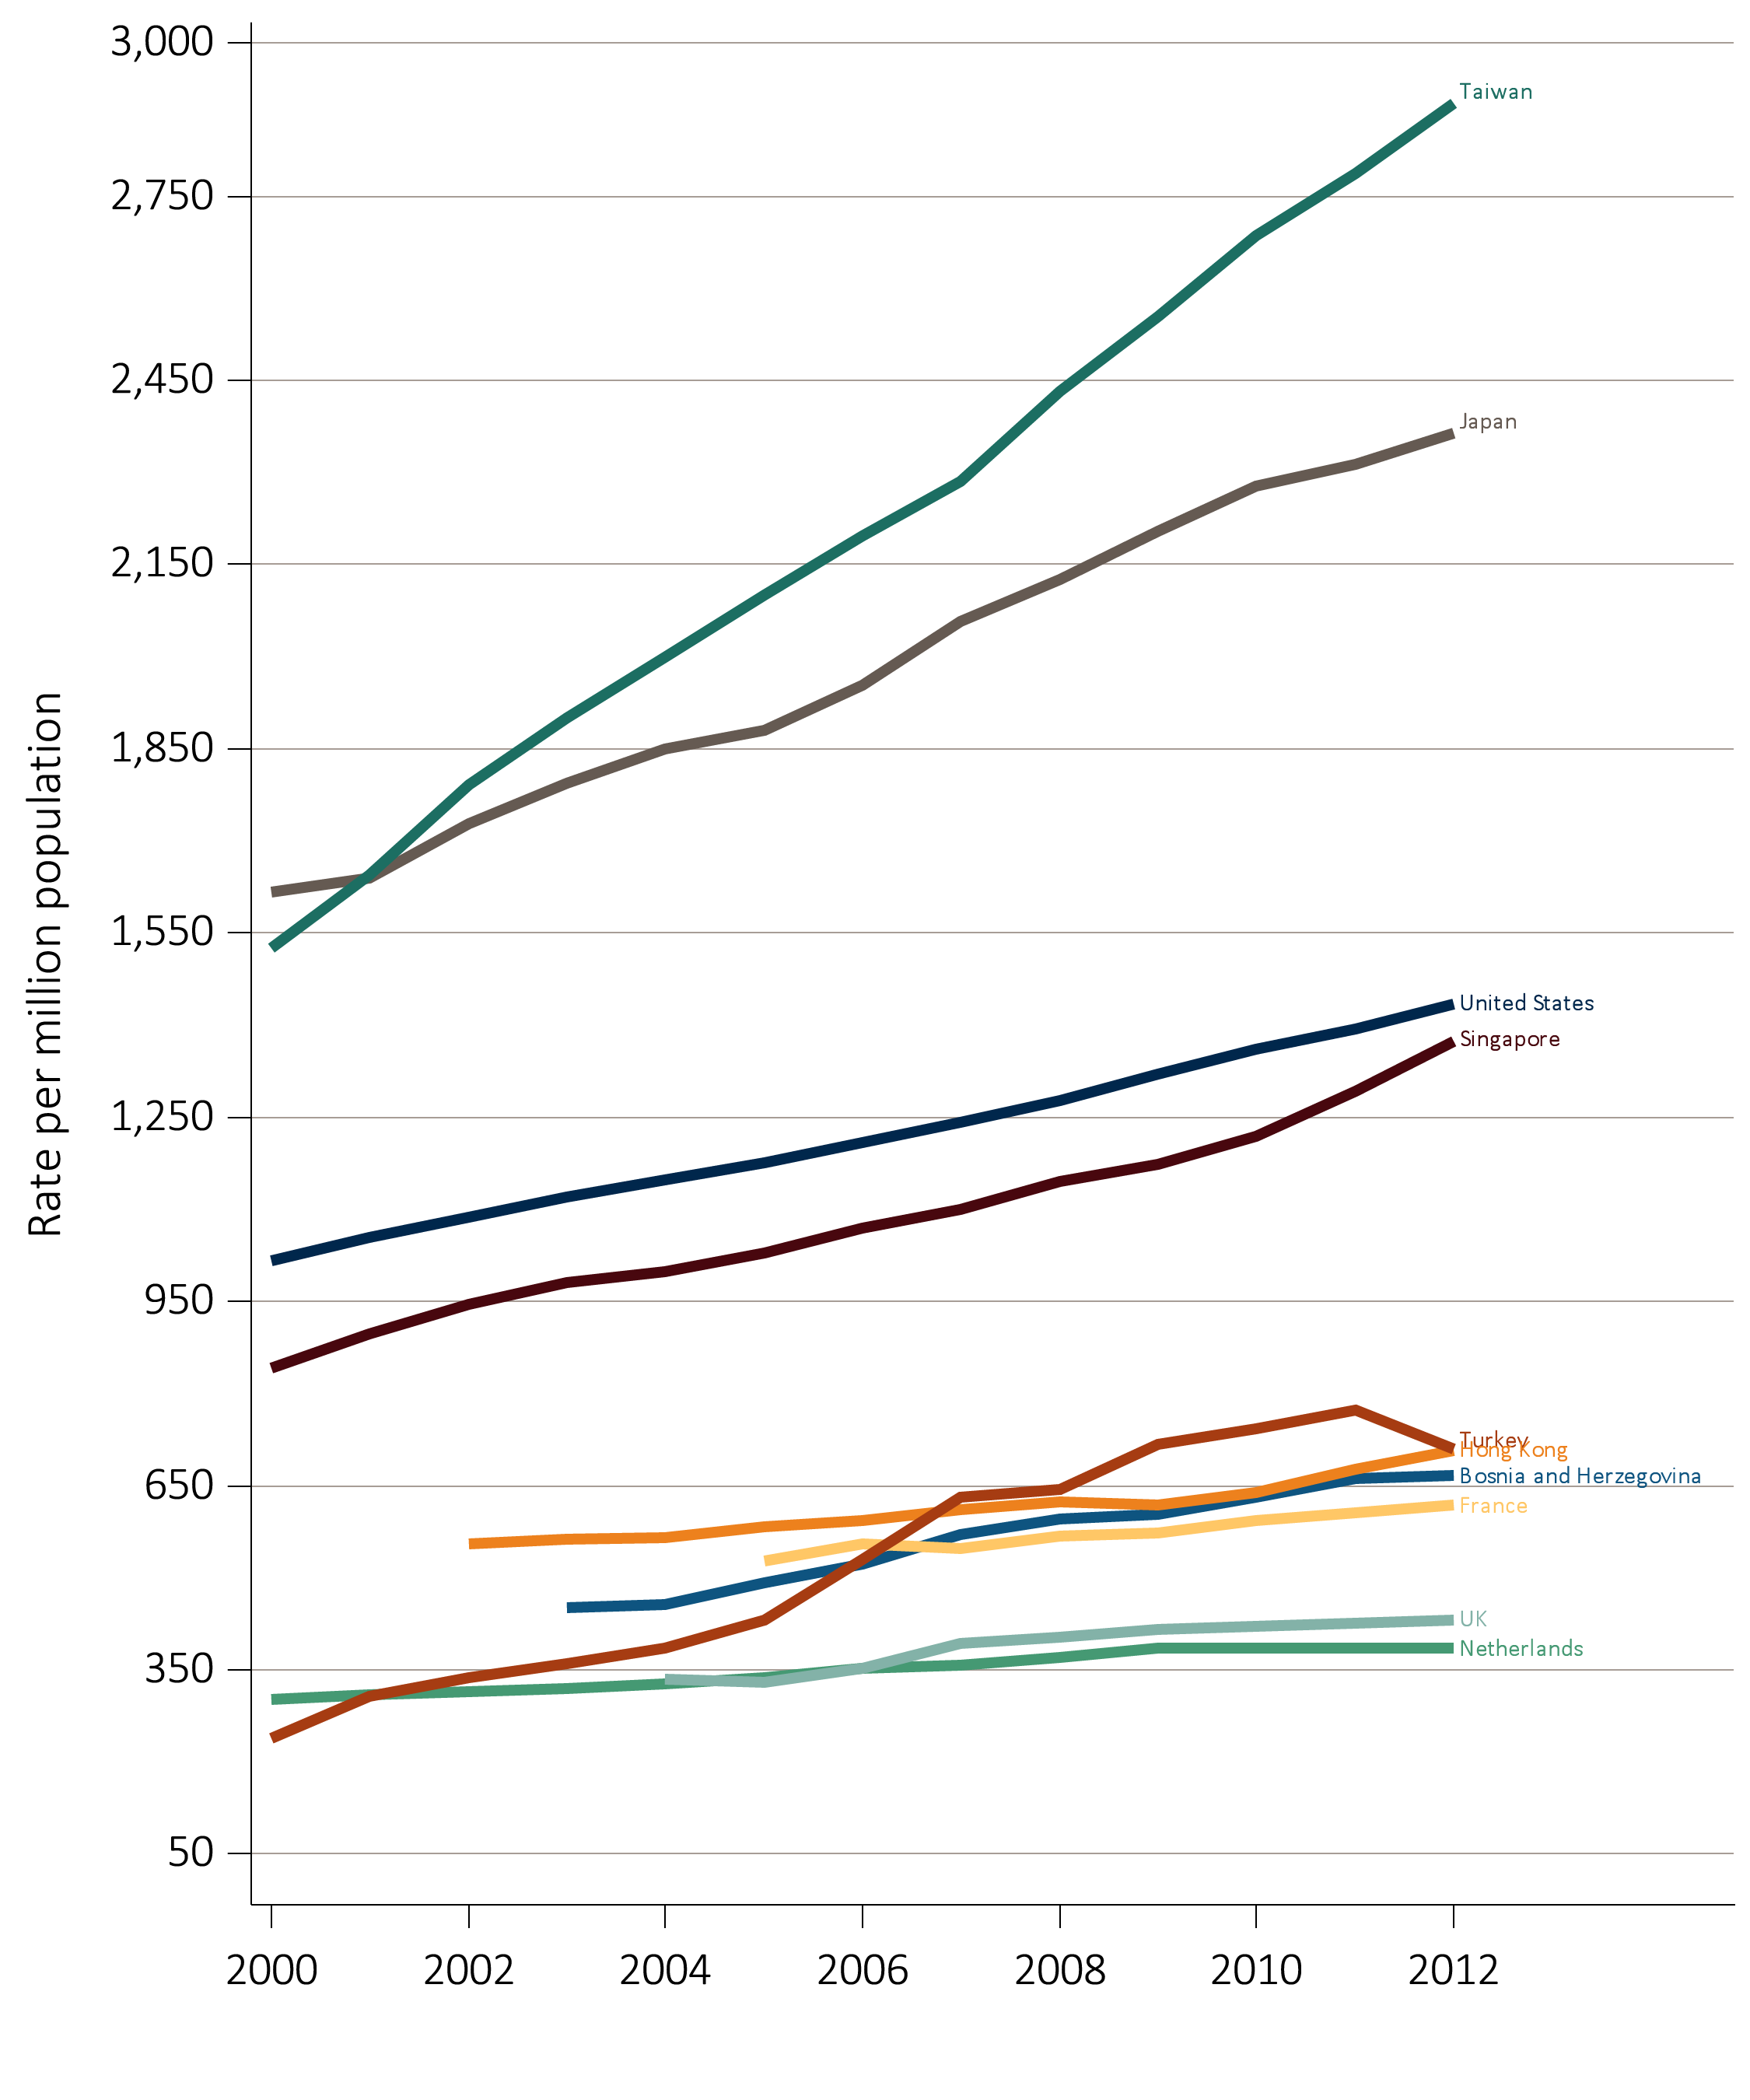 3,000
Taiwan
2,750
2,450
Japan
2,150
1,850
1,550
United States
Singapore
1,250
950
Turkey
Hong Kong
650
Bosnia and Herzegovina
France
UK
Netherlands
350
50
Rate per million population
2000 2002 2004 2006 2008 2010 2012